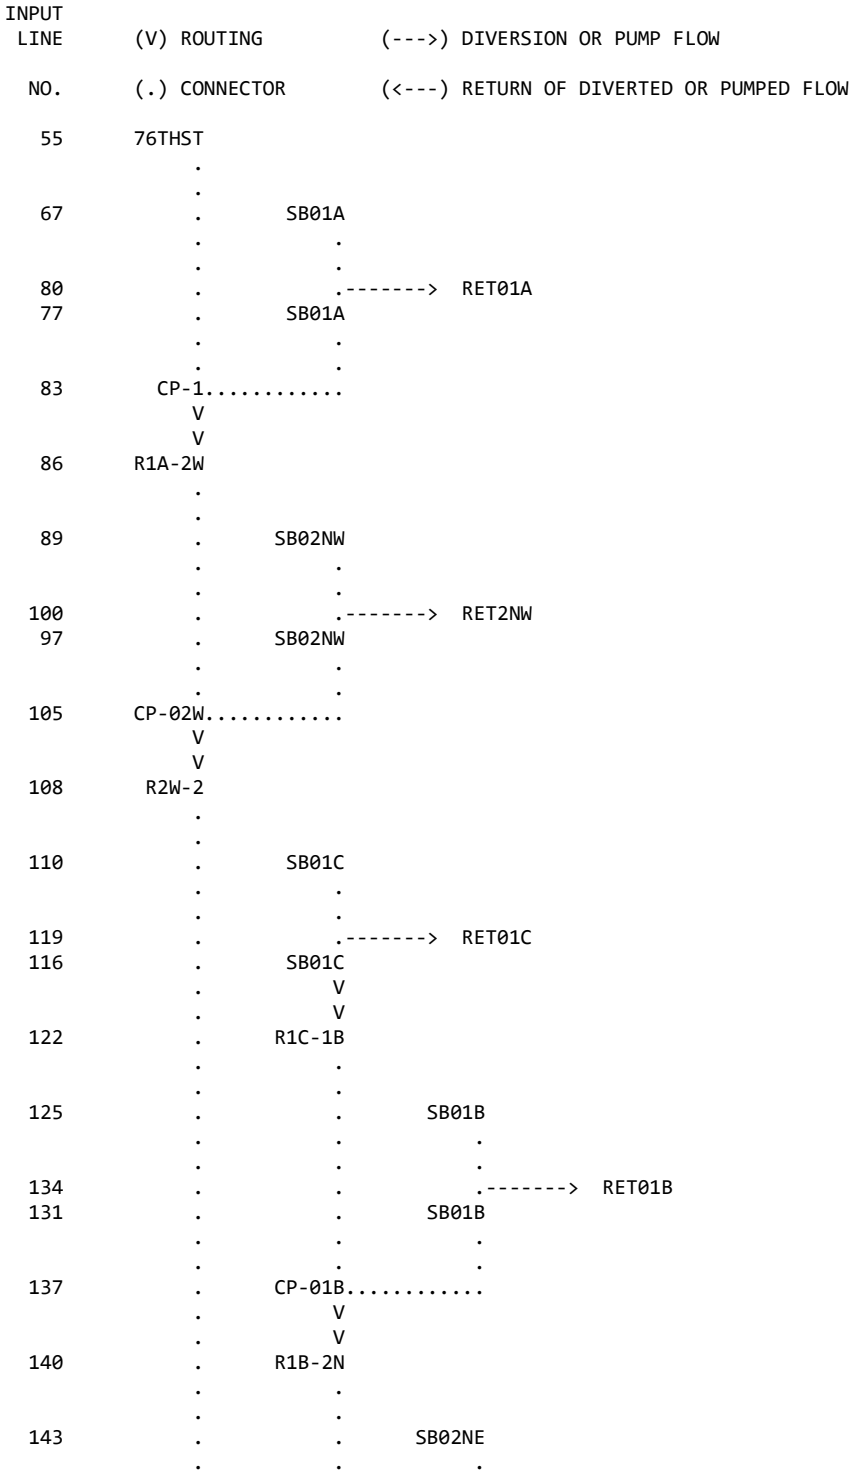 INPUT
LINE (V) ROUTING (--->) DIVERSION OR PUMP FLOW
NO. (.) CONNECTOR (<---) RETURN OF DIVERTED OR PUMPED FLOW
55 76THST
.
.
67 . SB01A
. .
. .
80 . .-------> RET01A
77 . SB01A
. .
. .
83 CP-1............
V
V
86 R1A-2W
.
.
89 . SB02NW
. .
. .
100 . .-------> RET2NW
97 . SB02NW
. .
. .
105 CP-02W............
V
V
108 R2W-2
.
.
110 . SB01C
. .
. .
119 . .-------> RET01C
116 . SB01C
. V
. V
122 . R1C-1B
. .
. .
125 . . SB01B
. . .
. . .
134 . . .-------> RET01B
131 . . SB01B
. . .
. . .
137 . CP-01B............
. V
. V
140 . R1B-2N
. .
. .
143 . . SB02NE
. . .